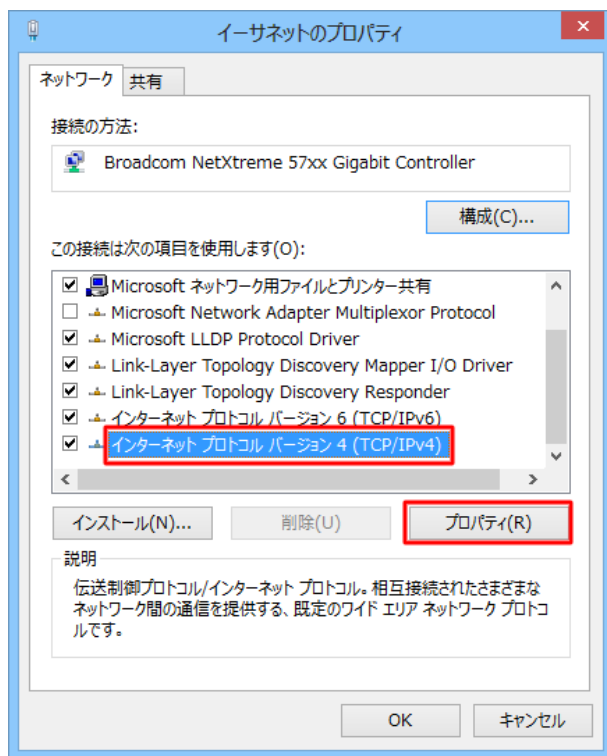 イーサネットのプロパティ
ネットワーク 共有
接続の方法:
Broadcom NetXtreme 57xx Gigabit Controller
構成(C)...
この接続は次の項目を使用します(O):
Microsoft ネットワーク用ファイルとプリンター共有
Microsoft Network Adapter Multiplexor Protocol
Microsoft LLDP Protocol Driver
Link-Layer Topology Discovery Mapper I/O Driver
Link-Layer Topology Discovery Responder
インターネット プロトコル バージョン 6 (TCP/IPv6)
インターネット プロトコル バージョン 4 (TCP/IPv4)
インストール(N)... 削除(U) プロパティ(R)
説明
伝送制御プロトコル/インターネット プロトコル。相互接続されたさまざまな
ネットワーク間の通信を提供する、既定のワイド エリア ネットワーク プロトコ
ルです。
OK キャンセル